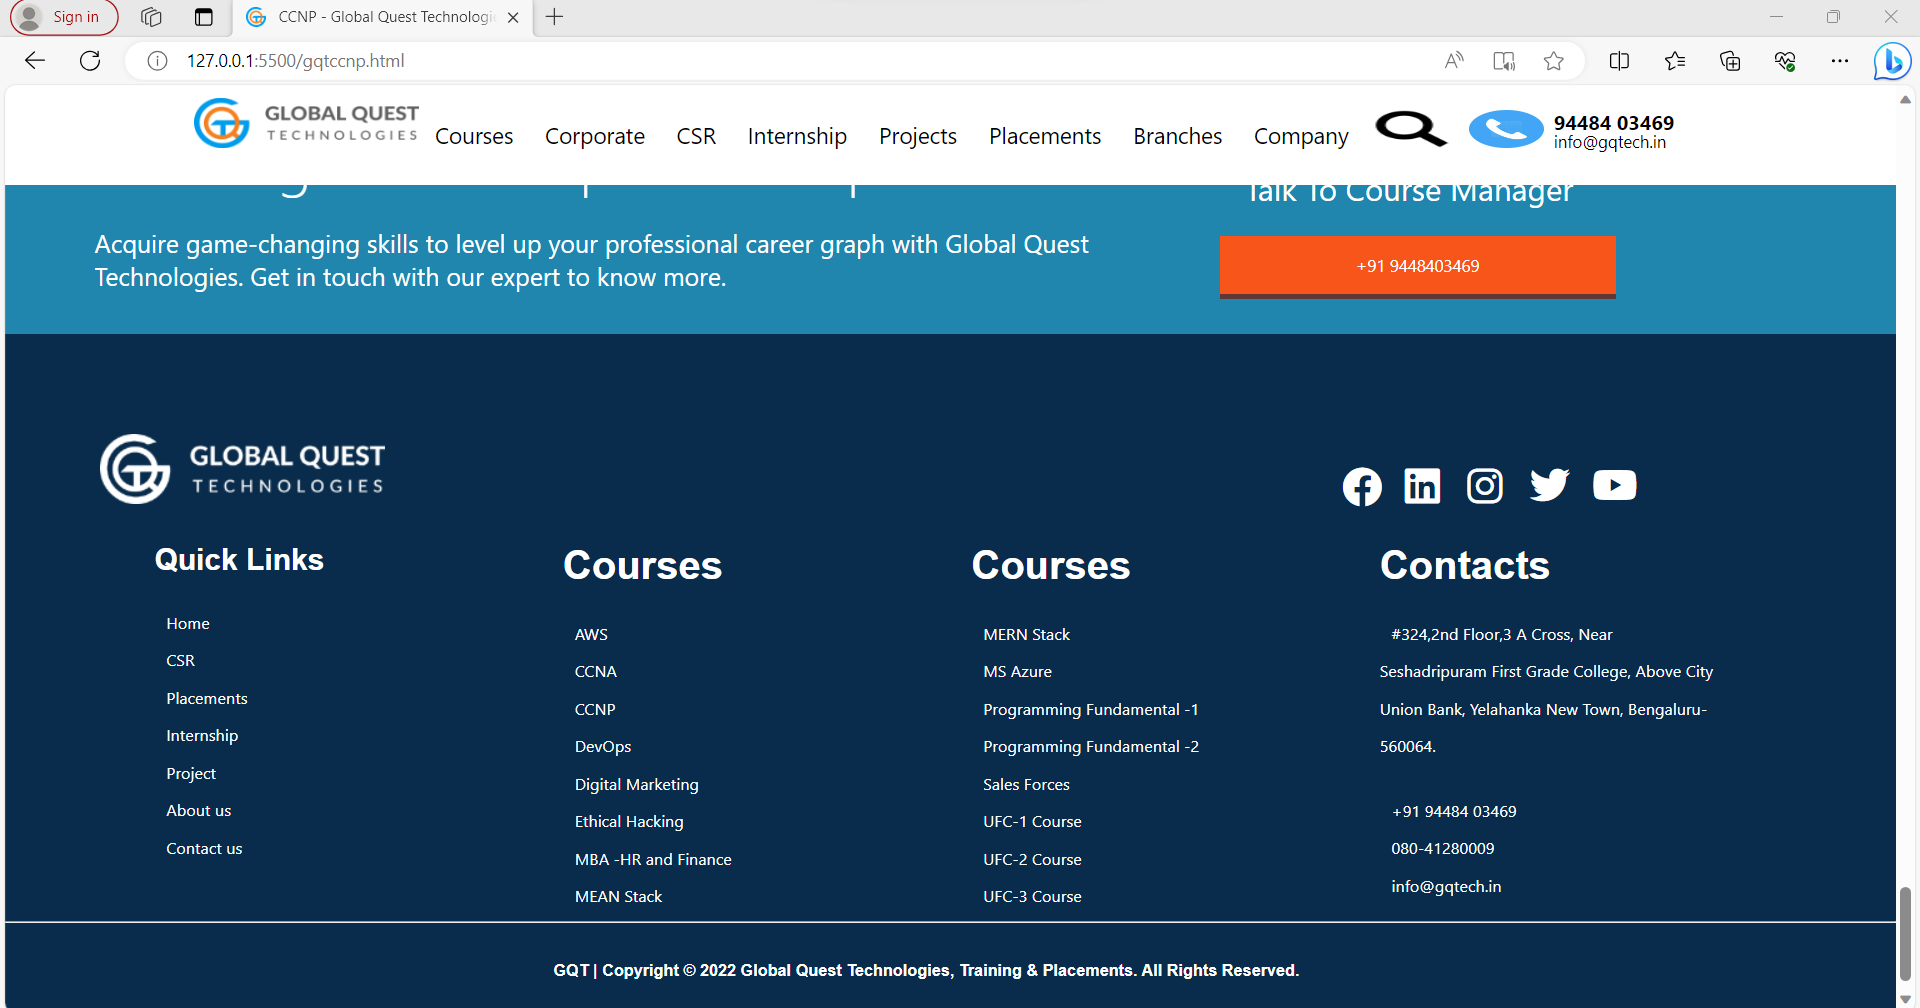 Sign in
CCNP - Global Quest Technologi
127.0.0.1:5500/gqtccnp.html
GLOBAL QUEST
TECHNOLOGIES
Courses Corporate CSR Internship Projects Placements Branches Company
94484 03469
info@gqtech.in
Talk To Course Manager
Acquire game-changing skills to level up your professional career graph with Global Quest
Technologies. Get in touch with our expert to know more.
+91 9448403469
GLOBAL QUEST
TECHNOLOGIES
Quick Links
Home
CSR
Placements
Internship
Project
About us
Contact us
Courses
AWS
CCNA
CCNP
DevOps
Digital Marketing
Ethical Hacking
MBA -HR and Finance
MEAN Stack
Courses
MERN Stack
MS Azure
Programming Fundamental -1
Programming Fundamental -2
Sales Forces
UFC-1 Course
UFC-2 Course
UFC-3 Course
Contacts
#324,2nd Floor,3 A Cross, Near
Seshadripuram First Grade College, Above City
Union Bank, Yelahanka New Town, Bengaluru-
560064.
+91 94484 03469
080-41280009
info@gqtech.in
GQT | Copyright © 2022 Global Quest Technologies, Training & Placements. All Rights Reserved.